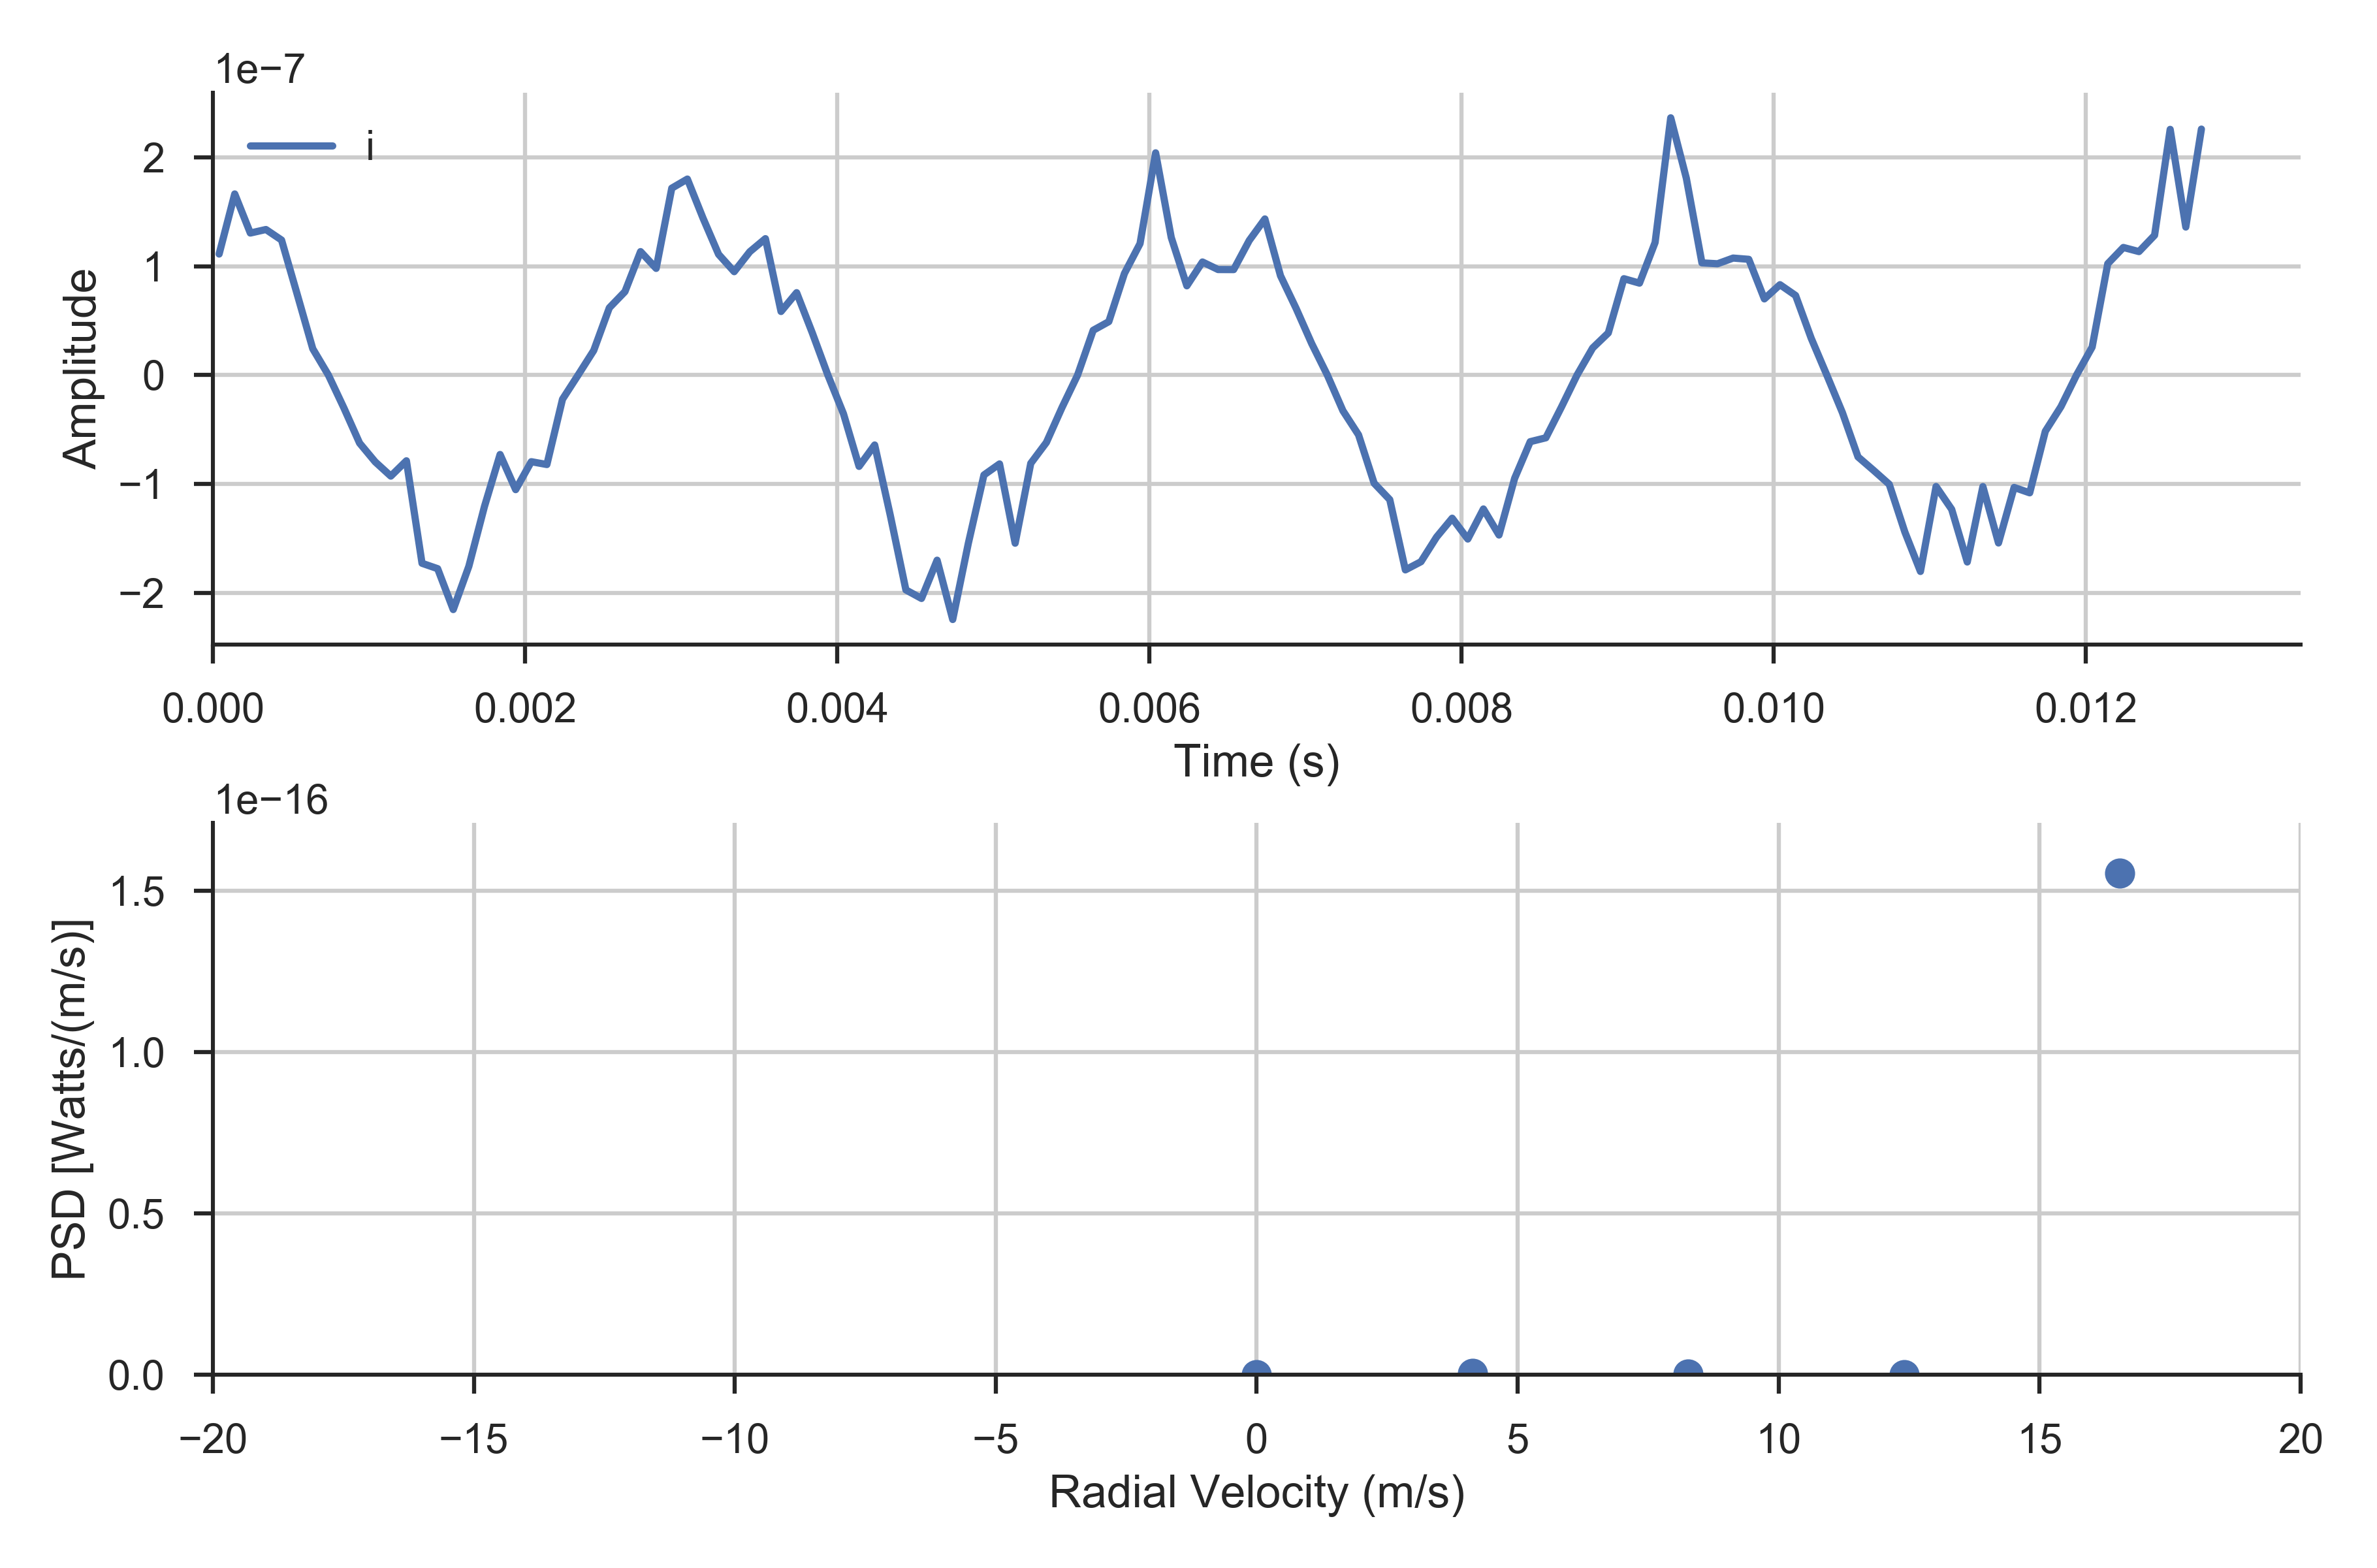 1e−7
i
2
1
0
−1
−2
Amplitude
0.000 0.002 0.004 0.006 0.008 0.010 0.012
Time (s)
1e−16
1.5
1.0
0.5
0.0
PSD [Watts/(m/s)]
−20 −15 −10 −5 0 5 10 15 20
Radial Velocity (m/s)